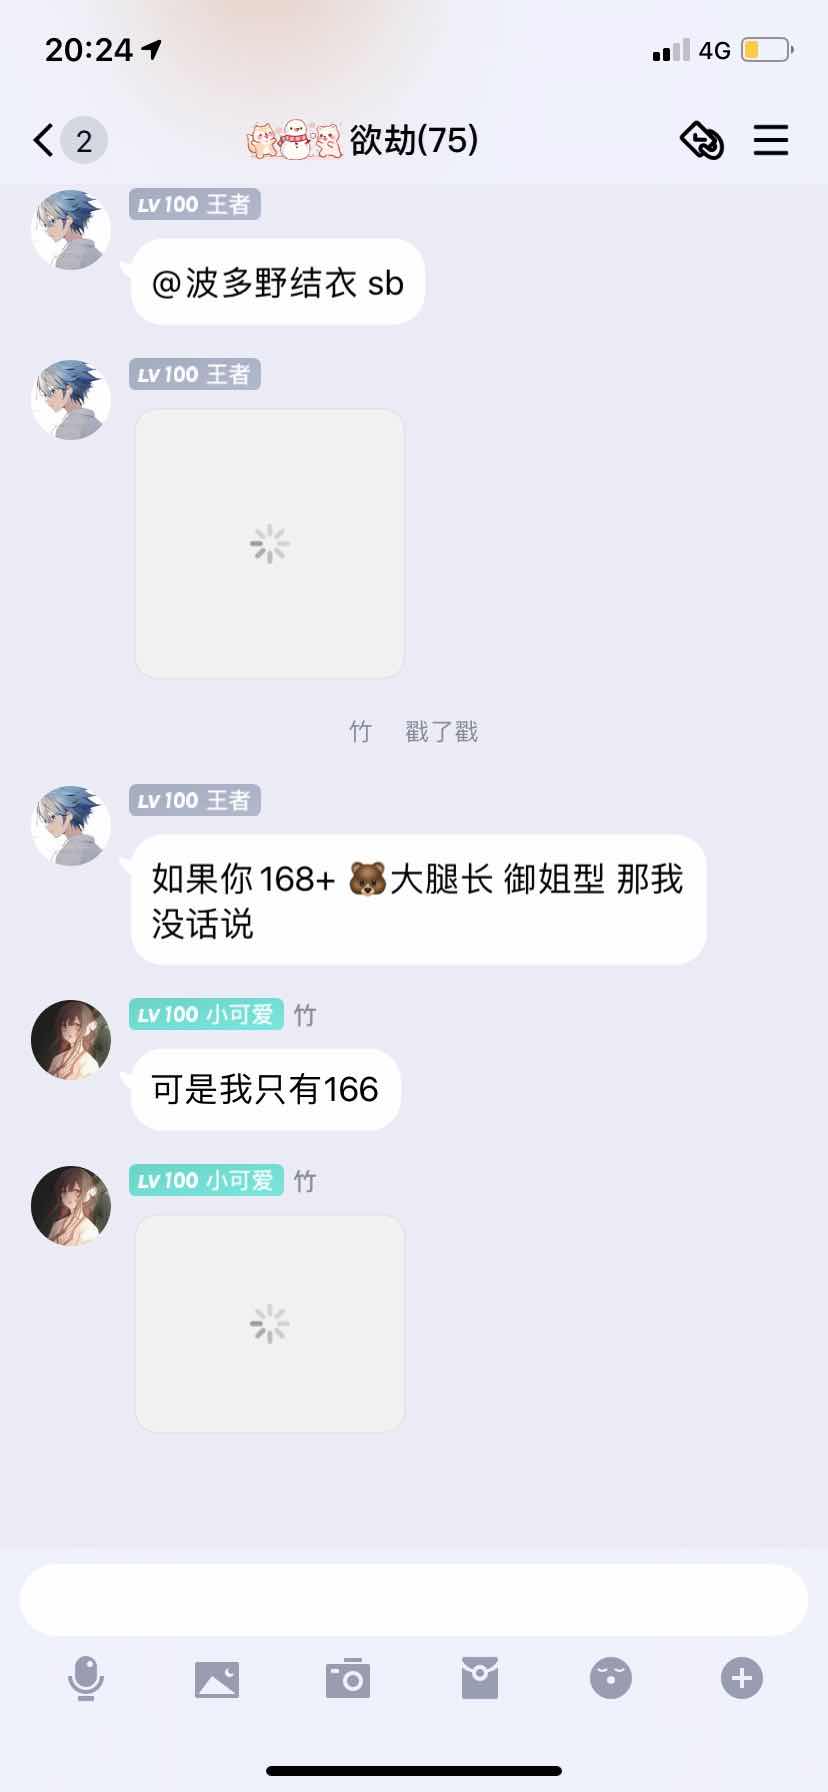 20:24
4G
2
欲劫(75)
LV100 王者
@波多野结衣 sb
LV100 王者
竹 戳了戳
LV100 王者
如果你168+ 🐻大腿长 御姐型 那我
没话说
LV100 小可爱 竹
可是我只有166
LV100 小可爱 竹